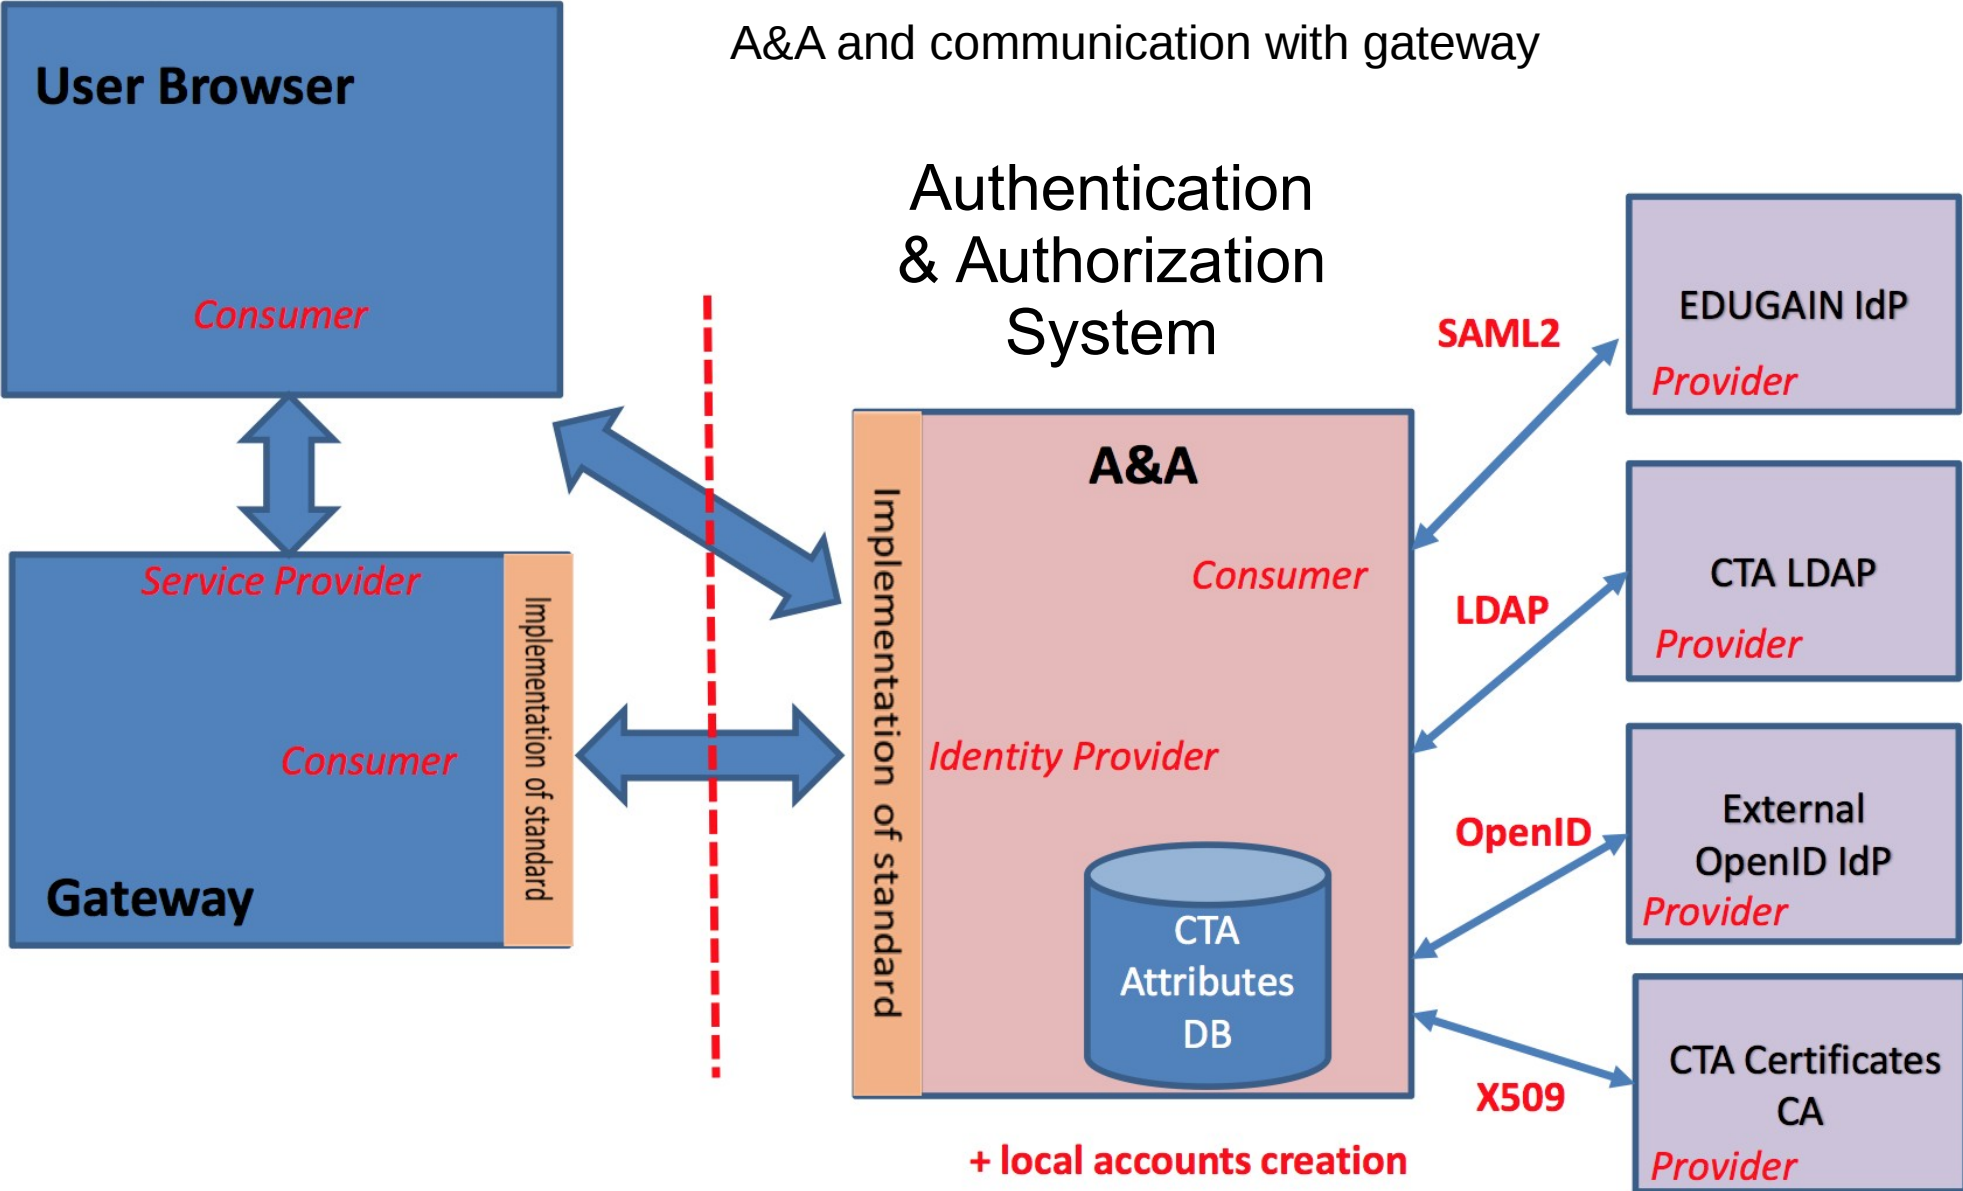 A&A and communication with gateway
User Browser
Consumer
Authentication
& Authorization
System
Service Provider
Consumer
Gateway
Implementation of standard
Implementation of standard
A&A
Consumer
Identity Provider
CTA
Attributes
DB
+ local accounts creation
SAML2
LDAP
OpenID
X509
EDUGAIN IdP
Provider
CTA LDAP
Provider
External
OpenID IdP
Provider
CTA Certificates
CA
Provider